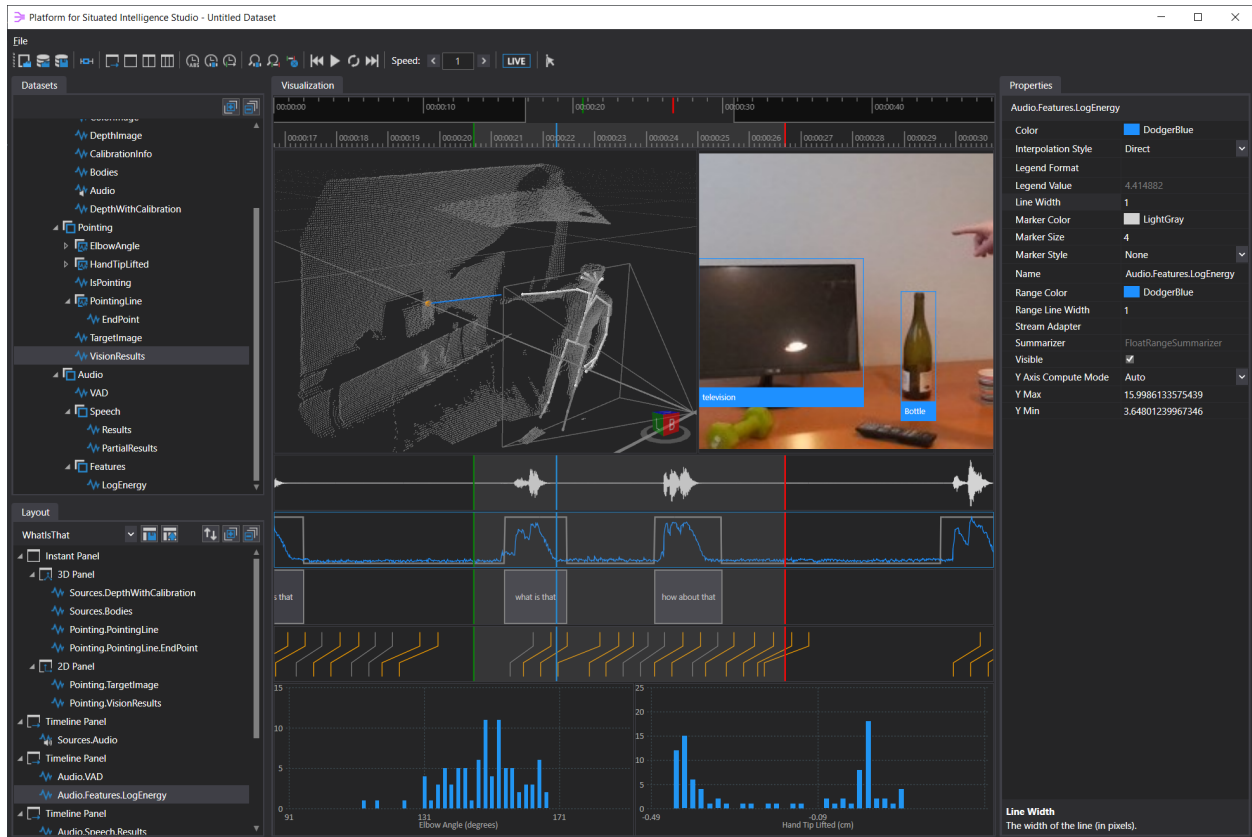 Platform for Situated Intelligence Studio - Untitled Dataset
File
Speed: 1 LIVE
Datasets
DepthImage
CalibrationInfo
Bodies
Audio
DepthWithCalibration
Pointing
ElbowAngle
HandTipLifted
IsPointing
PointingLine
EndPoint
TargetImage
VisionResults
Audio
VAD
Speech
Results
PartialResults
Features
LogEnergy
Layout
WhatIsThat
Instant Panel
3D Panel
Sources.DepthWithCalibration
Sources.Bodies
Pointing.PointingLine
Pointing.PointingLine.EndPoint
2D Panel
Pointing.TargetImage
Pointing.VisionResults
Timeline Panel
Sources.Audio
Timeline Panel
Audio.VAD
Audio.Features.LogEnergy
Timeline Panel
Audio.Speech.Results
Visualization
00:00:00 00:00:10 00:00:20 00:00:30 00:00:40
00:00:17 00:00:18 00:00:19 00:00:20 00:00:21 00:00:22 00:00:23 00:00:24 00:00:25 00:00:26 00:00:27 00:00:28 00:00:29 00:00:30
television
Bottle
s that
what is that
how about that
15
10
5
0
91 131 171
Elbow Angle (degrees)
25
20
15
10
5
0
-0.49 -0.09
Hand Tip Lifted (cm)
Properties
Audio.Features.LogEnergy
Color DodgerBlue
Interpolation Style Direct
Legend Format
Legend Value 4.414882
Line Width 1
Marker Color LightGray
Marker Size 4
Marker Style None
Name Audio.Features.LogEnergy
Range Color DodgerBlue
Range Line Width 1
Stream Adapter
Summarizer FloatRangeSummarizer
Visible
Y Axis Compute Mode Auto
Y Max 15.9986133575439
Y Min 3.64801239967346
Line Width
The width of the line (in pixels).